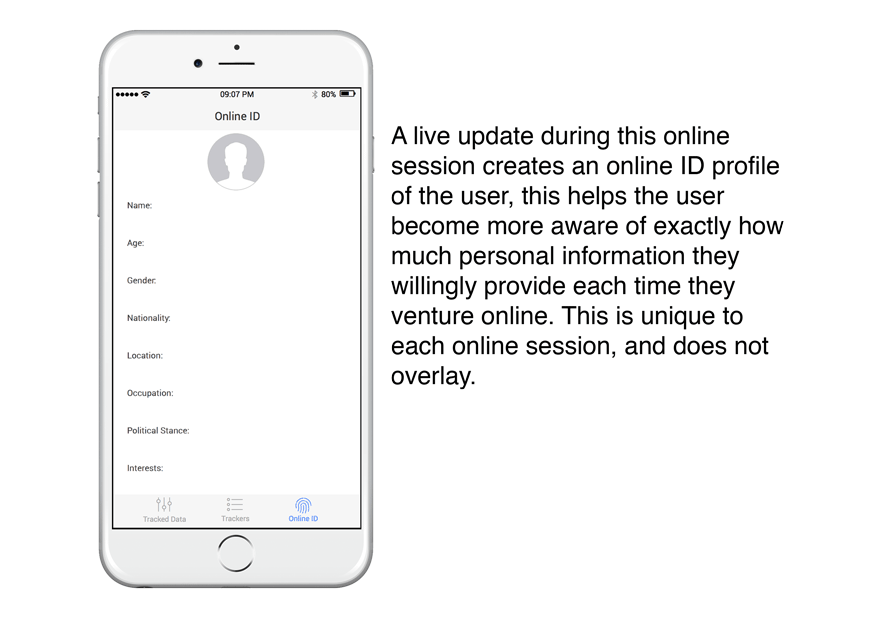 09:07 PM
80%
Online ID
Name:
Age:
Gender:
Nationality:
Location:
Occupation:
Political Stance:
Interests:
Tracked Data
Trackers
Online ID
A live update during this online
session creates an online ID profile
of the user, this helps the user
become more aware of exactly how
much personal information they
willingly provide each time they
venture online. This is unique to
each online session, and does not
overlay.